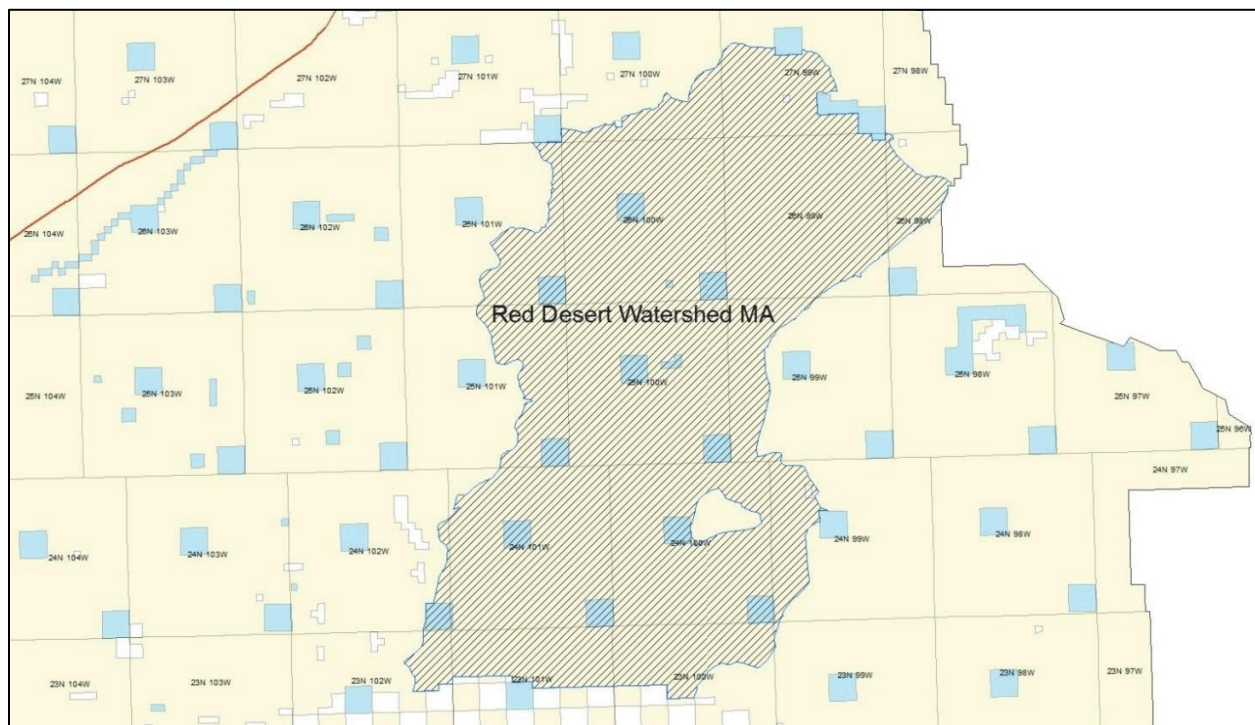 27N 104W
27N 103W
27N 102W
27N 101W
27N 100W
27N 99W
27N 98W
26N 104W
26N 103W
26N 102W
26N 101W
26N 100W
26N 99W
26N 98W
Red Desert Watershed MA
25N 104W
25N 103W
25N 102W
25N 101W
25N 100W
25N 99W
25N 98W
25N 97W
25N 96W
24N 97W
24N 104W
24N 103W
24N 102W
24N 101W
24N 100W
24N 99W
24N 98W
23N 104W
23N 103W
23N 102W
23N 101W
23N 100W
23N 99W
23N 98W
23N 97W